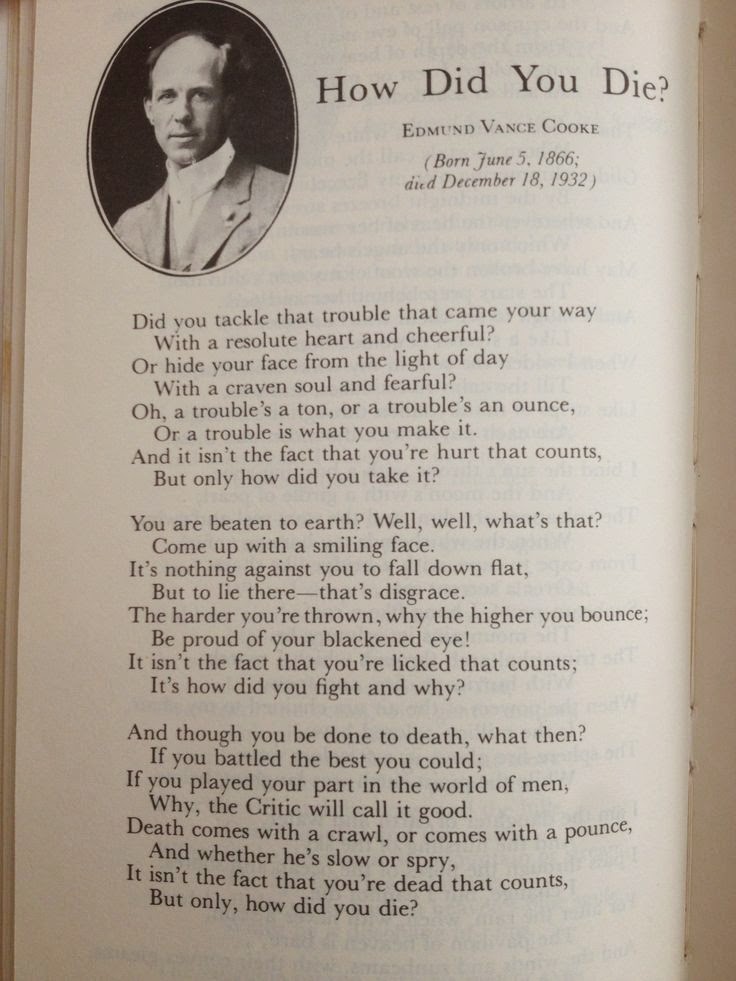 How Did You Die?
EDMUND VANCE COOKE
(Born June 5, 1866;
died December 18, 1932)
Did you tackle that trouble that came your way
With a resolute heart and cheerful?
Or hide your face from the light of day
With a craven soul and fearful?
Oh, a trouble's a ton, or a trouble's an ounce,
Or a trouble is what you make it.
And it isn't the fact that you're hurt that counts,
But only how did you take it?
You are beaten to earth? Well, well, what's that?
Come up with a smiling face.
It's nothing against you to fall down flat,
But to lie there—that's disgrace.
The harder you're thrown, why the higher you bounce;
Be proud of your blackened eye!
It isn't the fact that you're licked that counts;
It's how did you fight and why?
And though you be done to death, what then?
If you battled the best you could;
If you played your part in the world of men,
Why, the Critic will call it good.
Death comes with a crawl, or comes with a pounce,
And whether he's slow or spry,
It isn't the fact that you're dead that counts,
But only, how did you die?